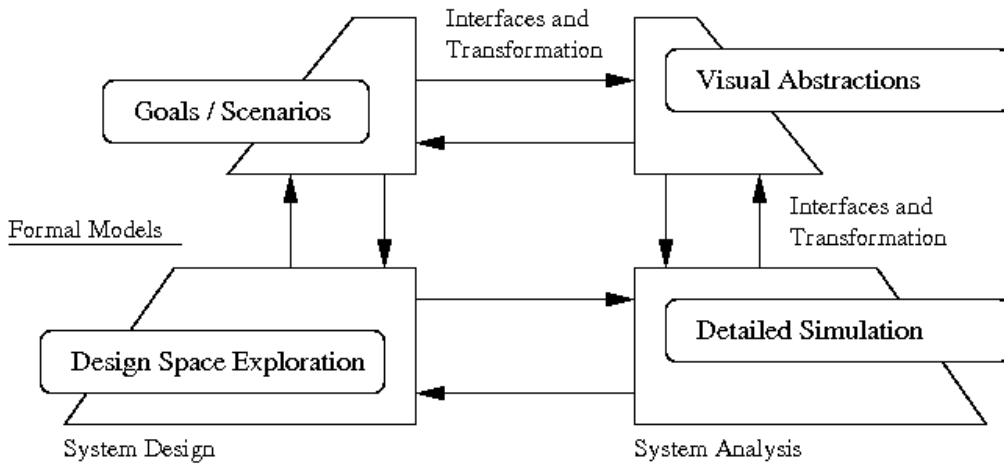 Interfaces and
Transformation
Goals / Scenarios
Visual Abstractions
Formal Models
Interfaces and
Transformation
Design Space Exploration
Detailed Simulation
System Design
System Analysis